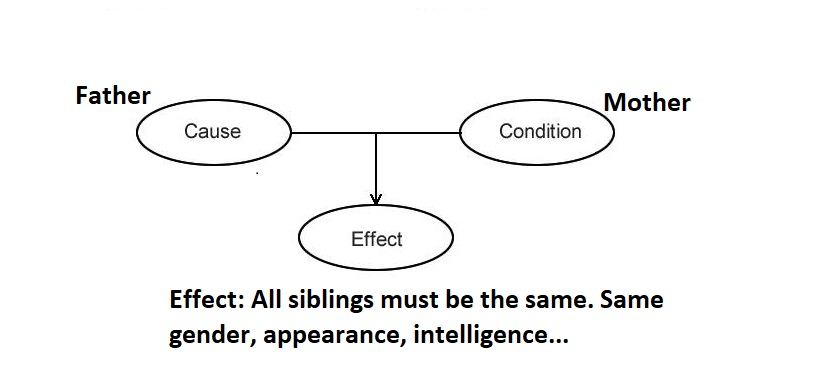 Father
Mother
Cause
Condition
Effect
Effect: All siblings must be the same. Same
gender, appearance, intelligence...